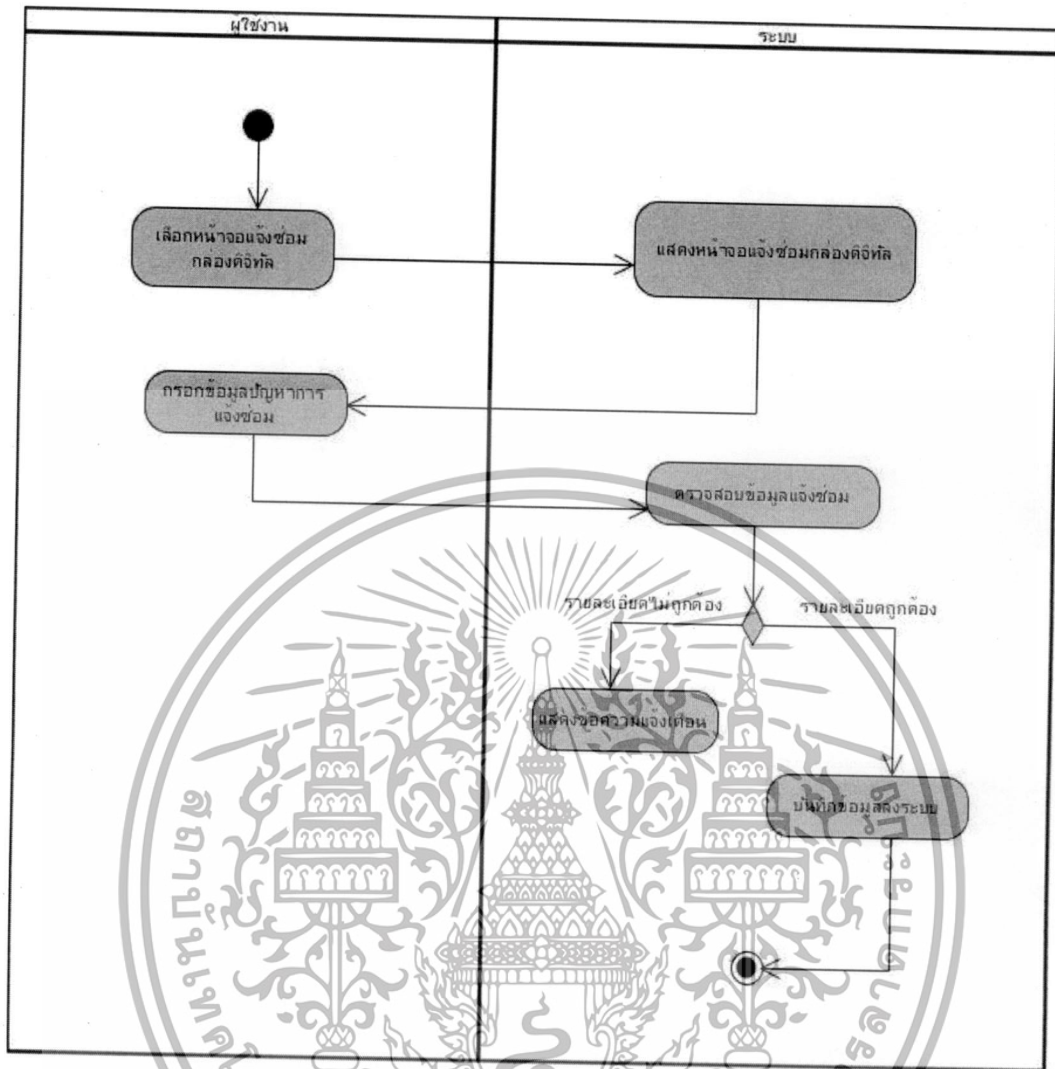 ผู้ใช้งาน
ระบบ
เลือกหน้าจอแจ้งซ่อม
กล่องดิจิทัล
แสดงหน้าจอแจ้งซ่อมกล่องดิจิทัล
กรอกข้อมูลปัญหาการ
แจ้งซ่อม
ตรวจสอบข้อมูลแจ้งซ่อม
รายละเอียดไม่ถูกต้อง
รายละเอียดถูกต้อง
แสดงข้อความแจ้งเตือน
บันทึกข้อมูลลงระบบ